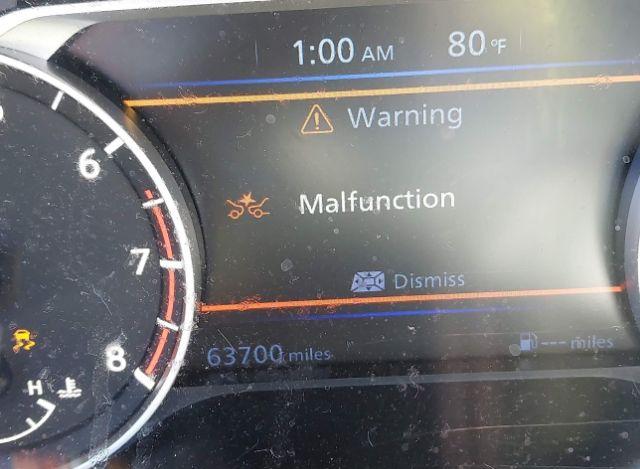 1:00 AM 80°F
Warning
6
Malfunction
7
Dismiss
63700 miles --- miles
8
H